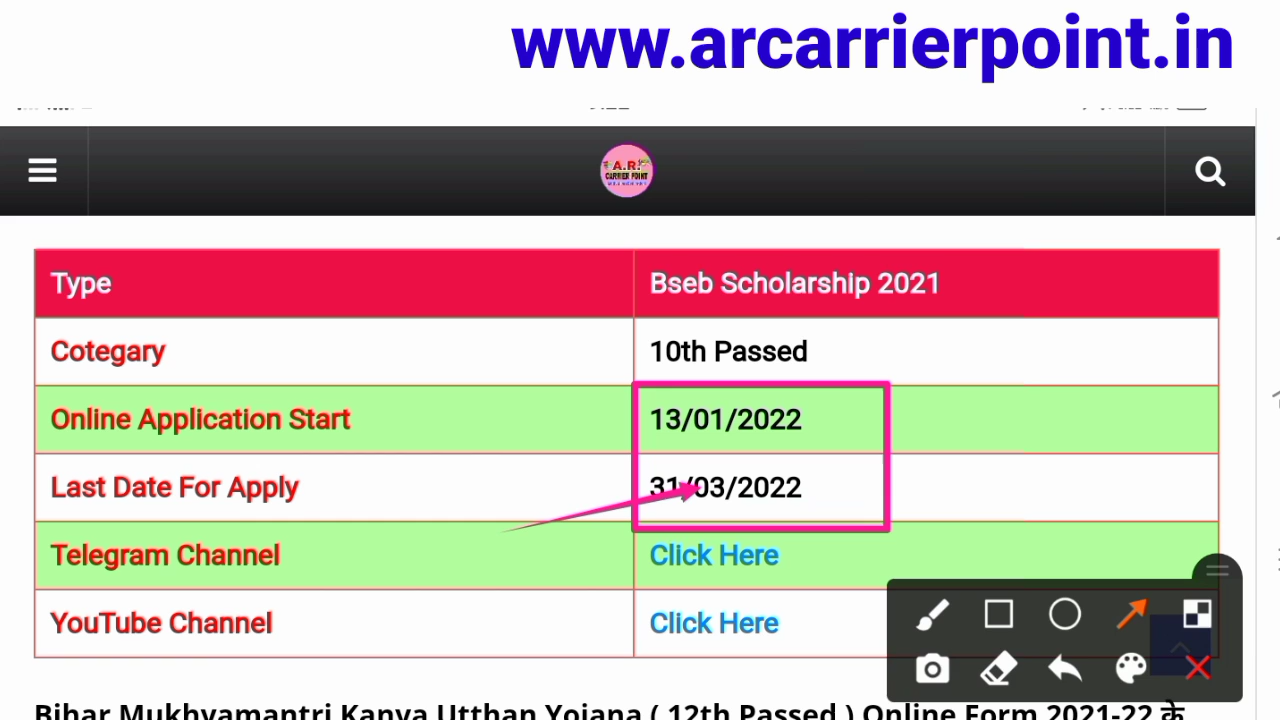 www.arcarrierpoint.in
A.R.
CARRIER POINT
Type Bseb Scholarship 2021
Cotegary 10th Passed
Online Application Start 13/01/2022
Last Date For Apply 31/03/2022
Telegram Channel Click Here
YouTube Channel Click Here
Bihar Mukhyamantri Kanya Utthan Yojana ( 12th Passed ) Online Form 2021-22 के